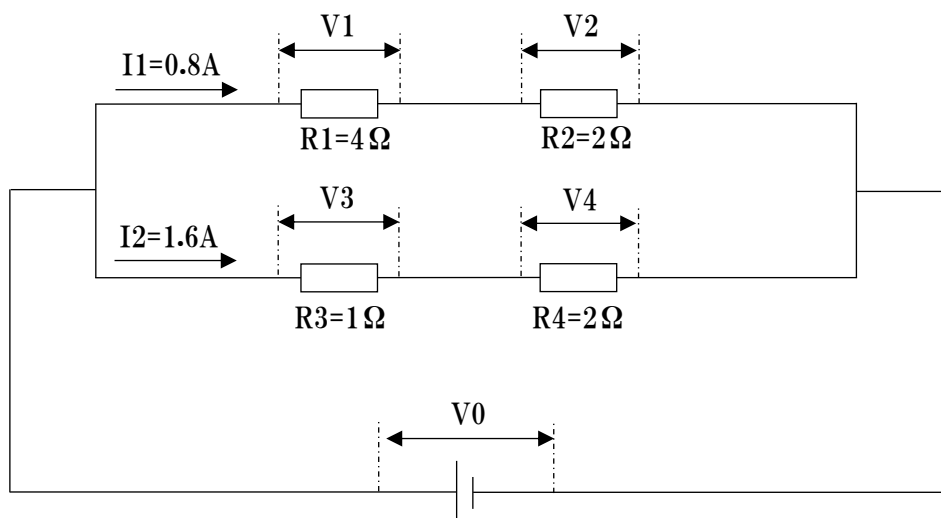 V1
V2
I1=0.8A
R1=4Ω
R2=2Ω
V3
V4
I2=1.6A
R3=1Ω
R4=2Ω
V0